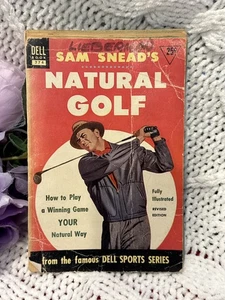 DELL
BOOK
25¢
SAM SNEAD'S
NATURAL
GOLF
How to Play
a Winning Game
YOUR
Natural Way
Fully
Illustrated
REVISED
EDITION
from the famous DELL SPORTS SERIES